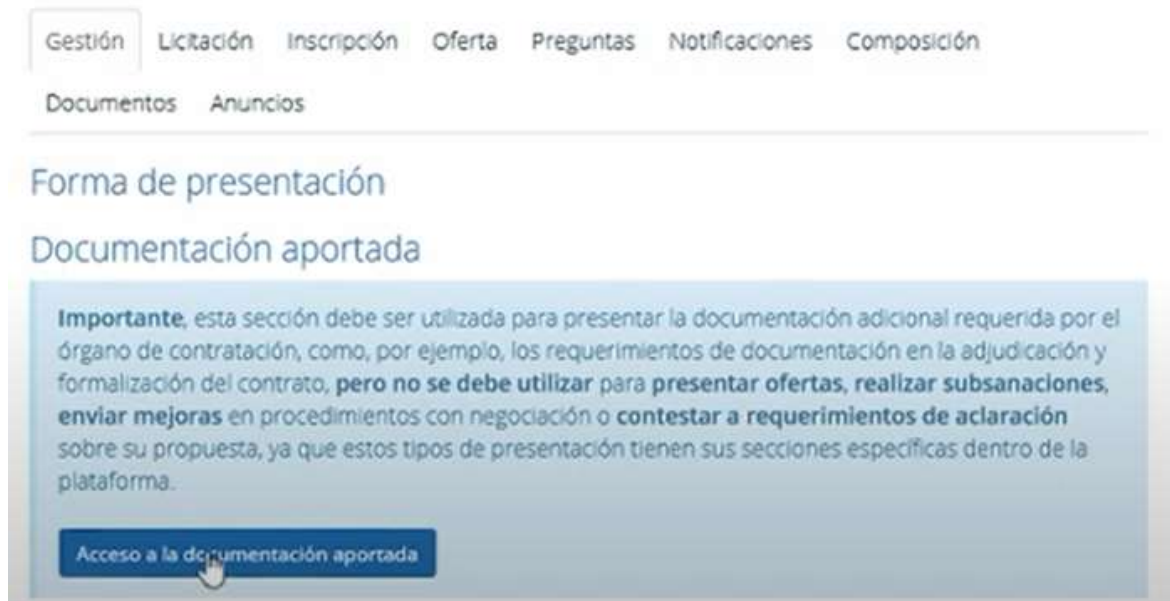 Gestión Licitación Inscripción Oferta Preguntas Notificaciones Composición
Documentos Anuncios
Forma de presentación
Documentación aportada
Importante, esta sección debe ser utilizada para presentar la documentación adicional requerida por el
órgano de contratación, como, por ejemplo, los requerimientos de documentación en la adjudicación y
formalización del contrato, pero no se debe utilizar para presentar ofertas, realizar subsanaciones,
enviar mejoras en procedimientos con negociación o contestar a requerimientos de aclaración
sobre su propuesta, ya que estos tipos de presentación tienen sus secciones específicas dentro de la
plataforma.
Acceso a la documentación aportada